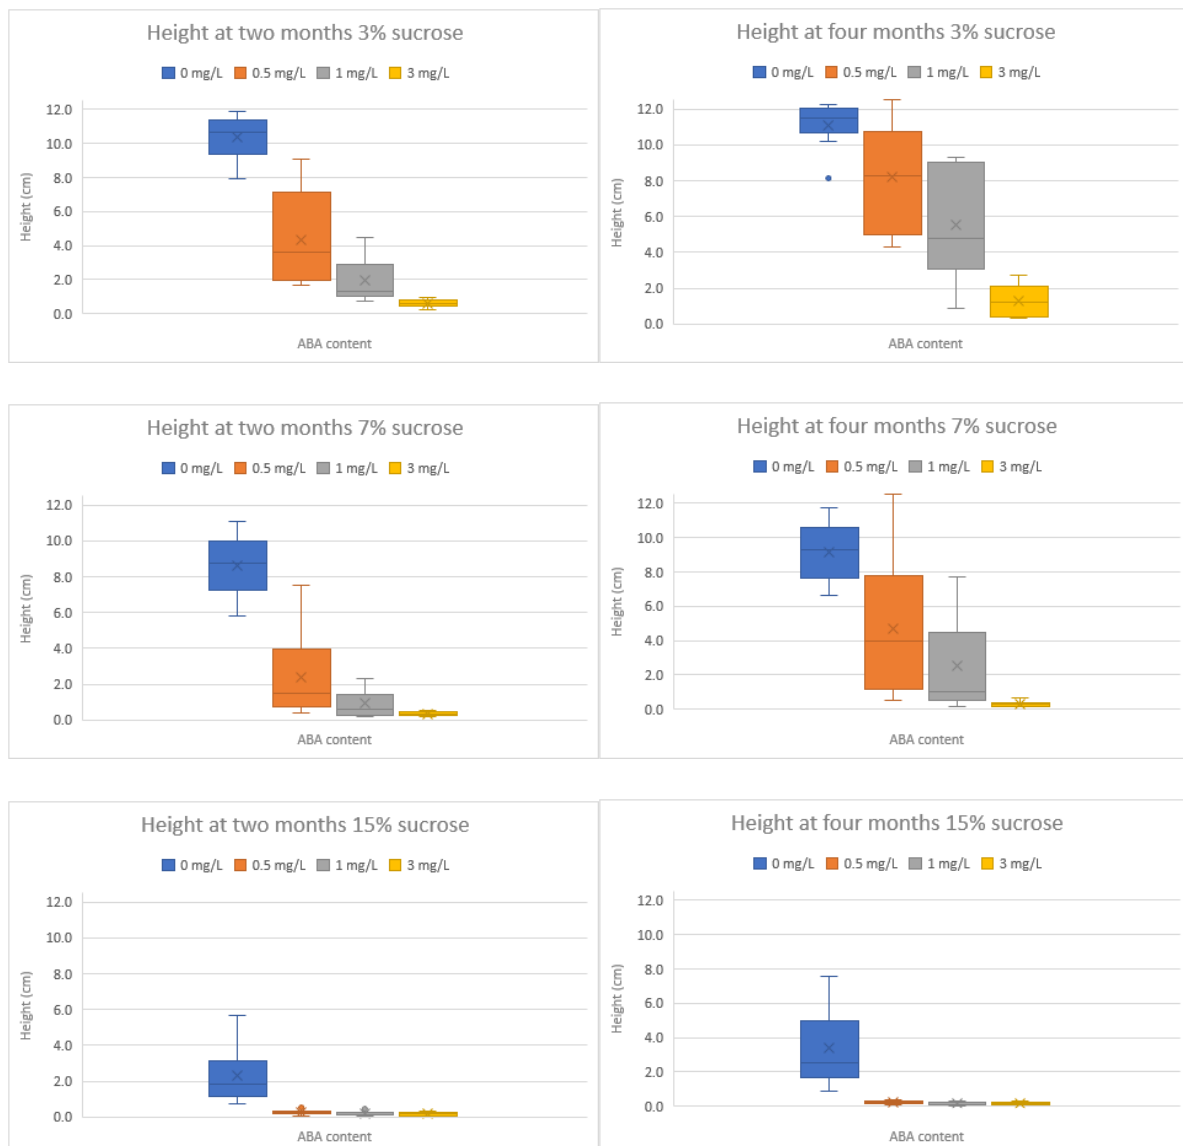 Height at two months 3% sucrose
0 mg/L 0.5 mg/L 1 mg/L 3 mg/L
12.0
10.0
8.0
6.0
4.0
2.0
0.0
Height (cm)
ABA content
Height at four months 3% sucrose
0 mg/L 0.5 mg/L 1 mg/L 3 mg/L
12.0
10.0
8.0
6.0
4.0
2.0
0.0
Height (cm)
ABA content
Height at two months 7% sucrose
0 mg/L 0.5 mg/L 1 mg/L 3 mg/L
12.0
10.0
8.0
6.0
4.0
2.0
0.0
Height (cm)
ABA content
Height at four months 7% sucrose
0 mg/L 0.5 mg/L 1 mg/L 3 mg/L
12.0
10.0
8.0
6.0
4.0
2.0
0.0
Height (cm)
ABA content
Height at two months 15% sucrose
0 mg/L 0.5 mg/L 1 mg/L 3 mg/L
12.0
10.0
8.0
6.0
4.0
2.0
0.0
Height (cm)
ABA content
Height at four months 15% sucrose
0 mg/L 0.5 mg/L 1 mg/L 3 mg/L
12.0
10.0
8.0
6.0
4.0
2.0
0.0
Height (cm)
ABA content